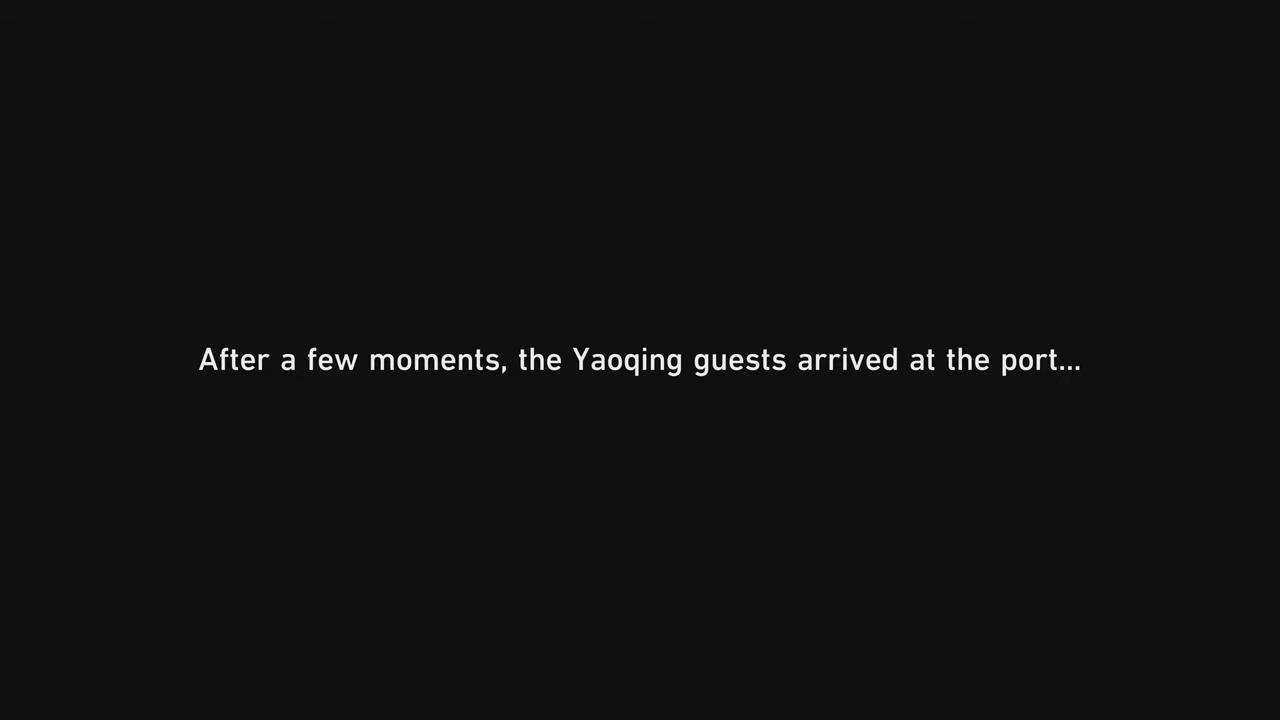 After a few moments, the Yaoqing guests arrived at the port...